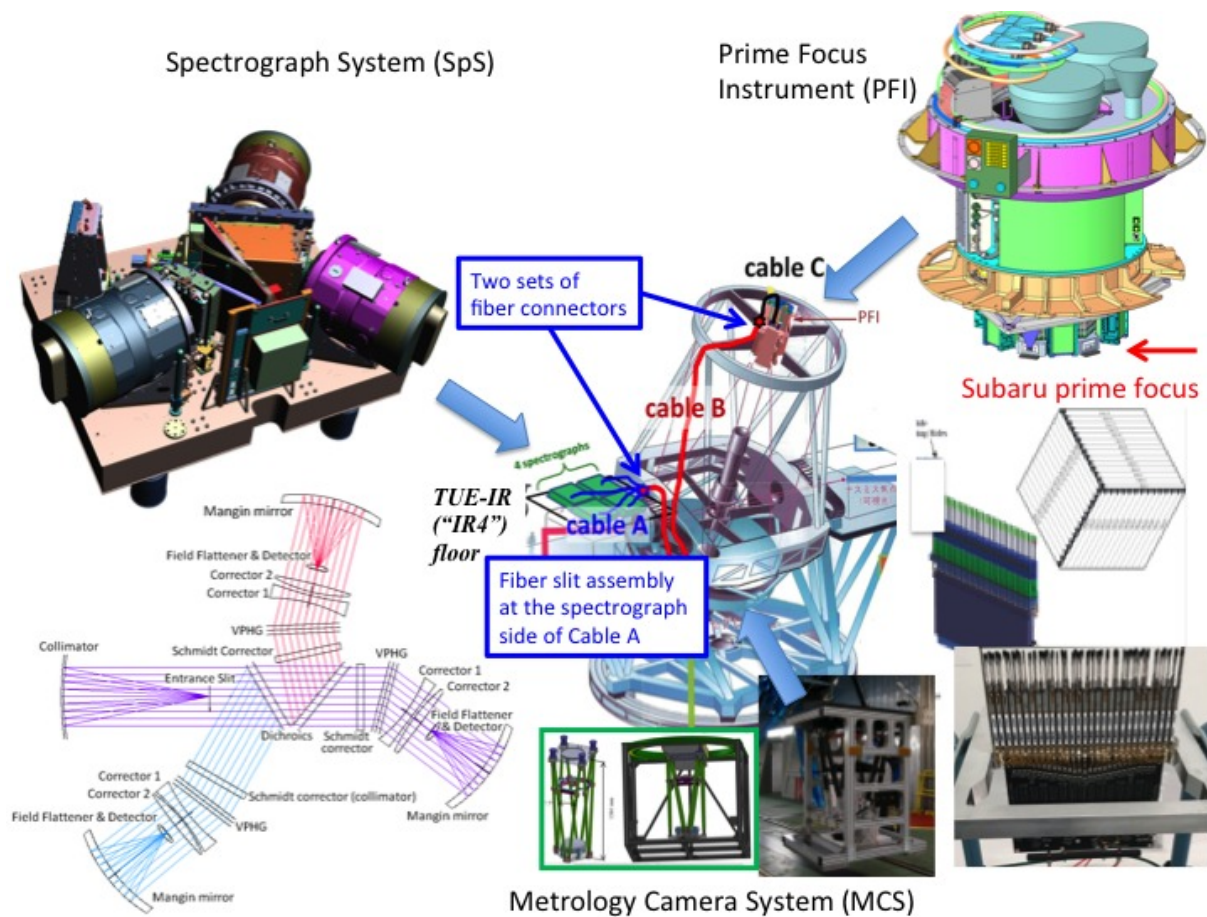 Spectrograph System (SpS)
Prime Focus
Instrument (PFI)
Two sets of
fiber connectors
cable C
PFI
Subaru prime focus
cable B
4 spectrographs
TUE-IR
("IR4")
floor
cable A
Fiber slit assembly
at the spectrograph
side of Cable A
Mangin mirror
Field Flattener & Detector
Corrector 2
Corrector 1
VPHG
Schmidt Corrector
Collimator
Entrance Slit
Dichroics
Schmidt
corrector
VPHG
Corrector 1
Corrector 2
Field Flattener
& Detector
Mangin mirror
Corrector 1
Corrector 2
Field Flattener & Detector
Schmidt corrector (collimator)
VPHG
Mangin mirror
Metrology Camera System (MCS)